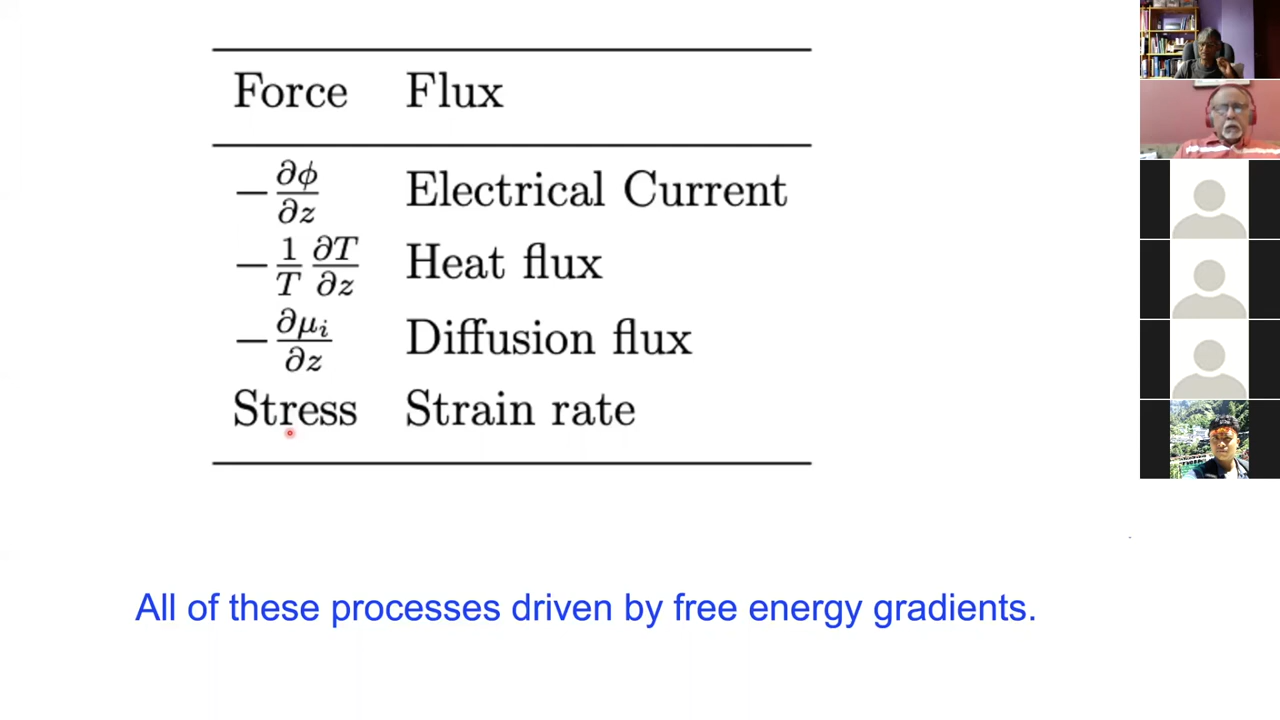 Force Flux
−∂ϕ/∂z Electrical Current
−1/T ∂T/∂z Heat flux
−∂μᵢ/∂z Diffusion flux
Stress Strain rate
All of these processes driven by free energy gradients.